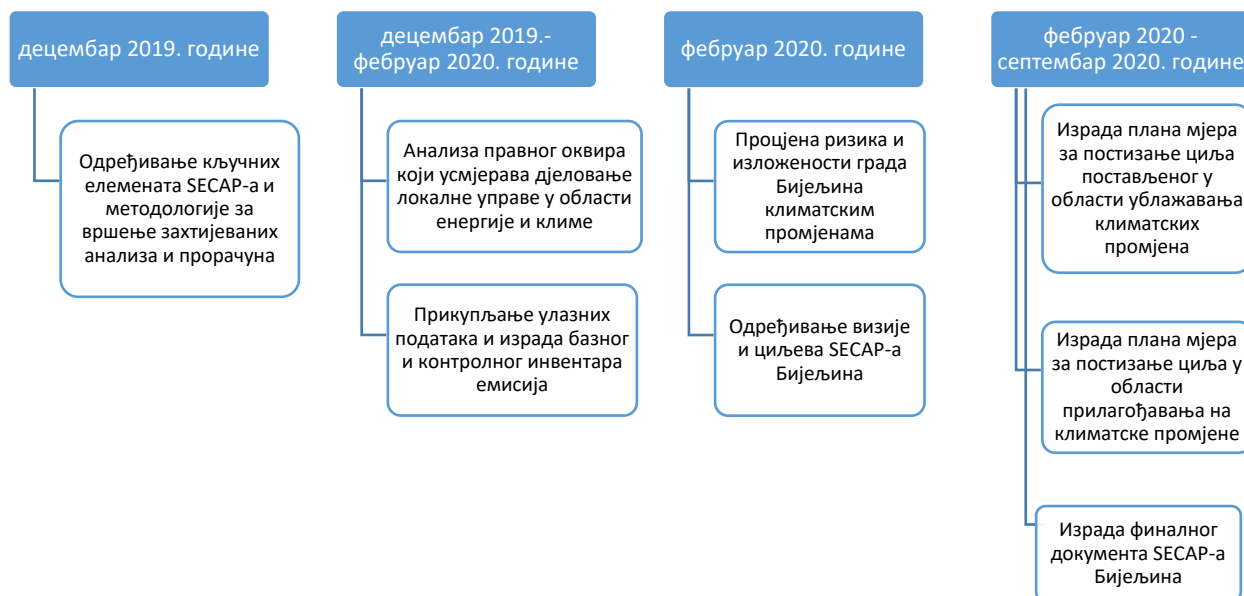 децембар 2019. године
Одређивање кључних
елемената SECAP-а и
методологије за
вршење захтијеваних
анализа и прорачуна
децембар 2019.-
фебруар 2020. године
Анализа правног оквира
који усмјерава дјеловање
локалне управе у области
енергије и климе
Прикупљање улазних
података и израда базног
и контролног инвентара
емисија
фебруар 2020. године
Процјена ризика и
изложености града
Бијељина
климатским
промјенама
Одређивање визије
и циљева SECAP-а
Бијељина
фебруар 2020 -
септембар 2020. године
Израда плана мјера
за постизање циља
постављеног у
области ублажавања
климатских
промјена
Израда плана мјера
за постизање циља у
области
прилагођавања на
климатске промјене
Израда финалног
документа SECAP-а
Бијељина